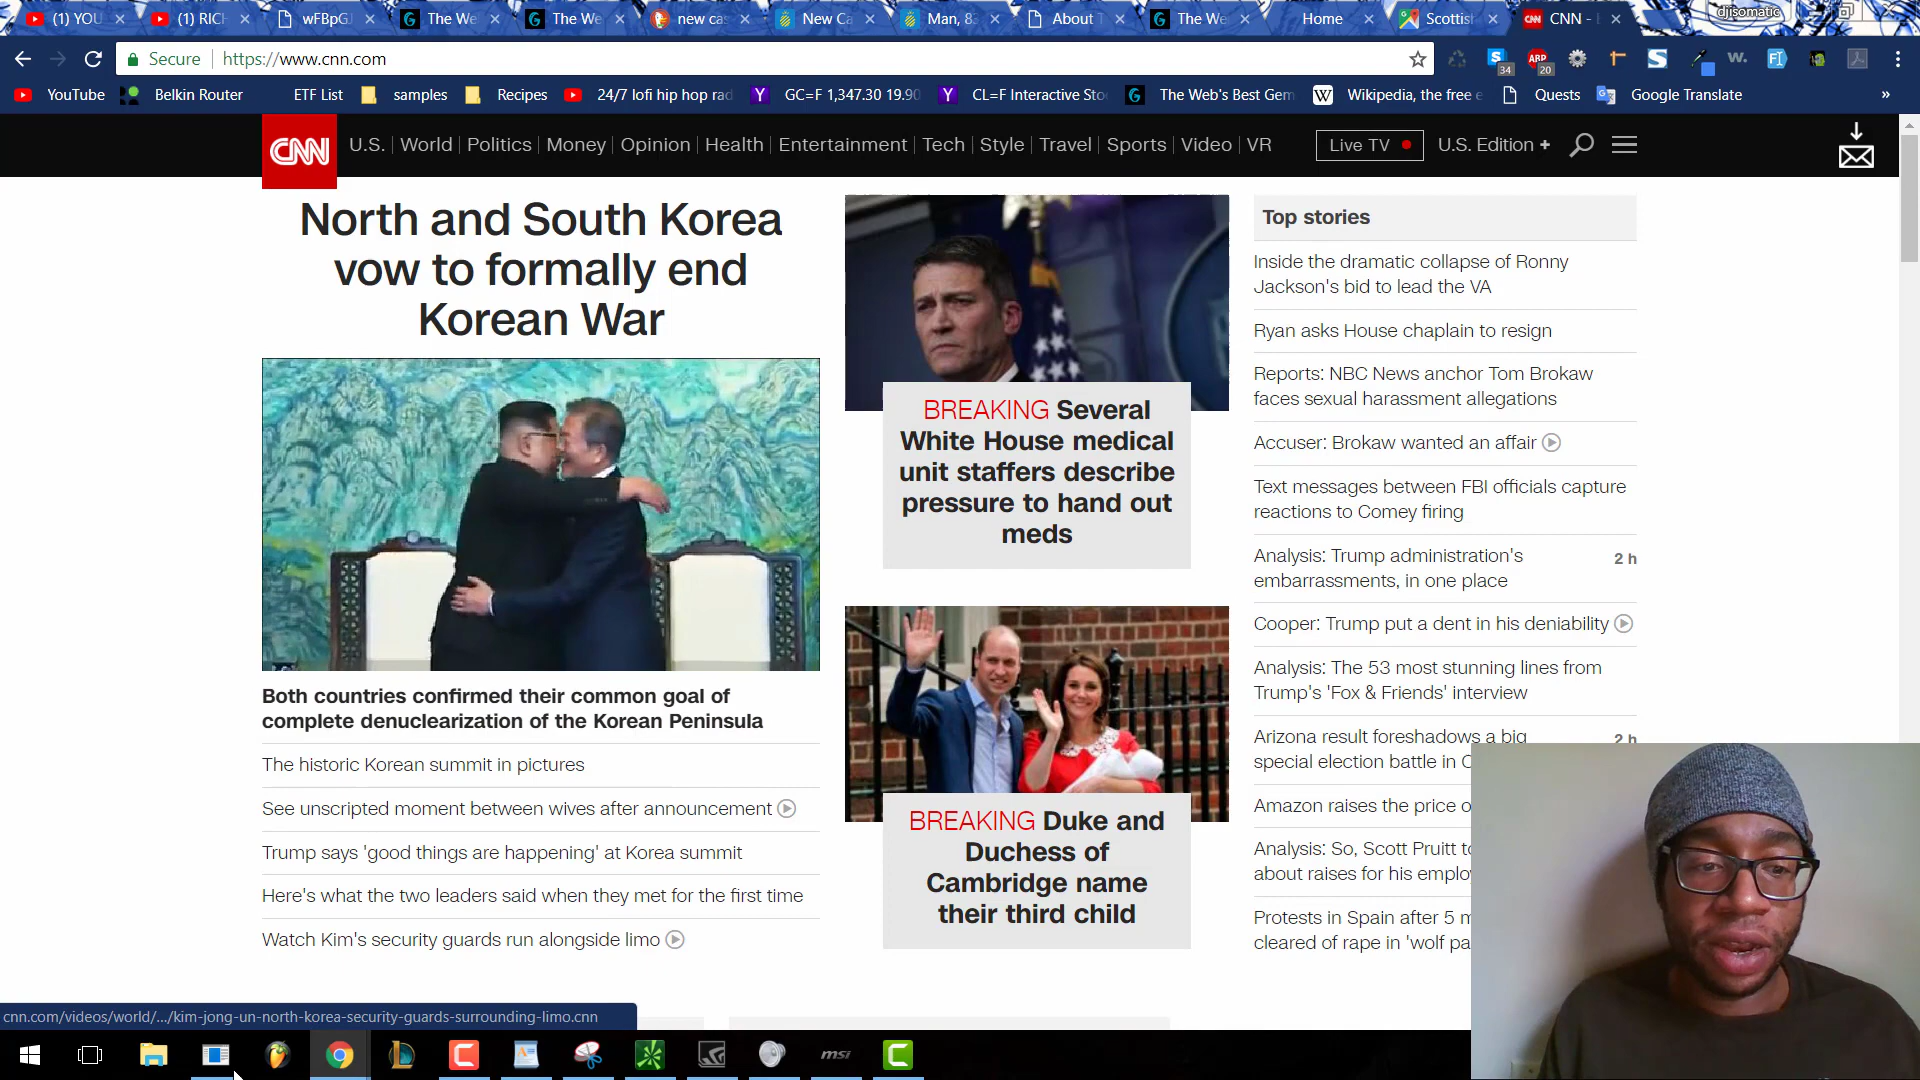 (1) YOU
(1) RICH
wFBpG
The We
The We
new cas
New Ca
Man, 83
About T
The We
Home
Scottis
CNN - B
djisomatic
Secure
https://www.cnn.com
34
ABP
20
w.
YouTube
Belkin Router
ETF List
samples
Recipes
24/7 lofi hip hop rad
GC=F 1,347.30 19.90
CL=F Interactive Sto
The Web's Best Gem
Wikipedia, the free e
Quests
Google Translate
»
CNN
U.S.
World
Politics
Money
Opinion
Health
Entertainment
Tech
Style
Travel
Sports
Video
VR
Live TV
U.S. Edition +
North and South Korea
vow to formally end
Korean War
Both countries confirmed their common goal of
complete denuclearization of the Korean Peninsula
The historic Korean summit in pictures
See unscripted moment between wives after announcement
Trump says 'good things are happening' at Korea summit
Here's what the two leaders said when they met for the first time
Watch Kim's security guards run alongside limo
BREAKING Several
White House medical
unit staffers describe
pressure to hand out
meds
BREAKING Duke and
Duchess of
Cambridge name
their third child
Top stories
Inside the dramatic collapse of Ronny
Jackson's bid to lead the VA
Ryan asks House chaplain to resign
Reports: NBC News anchor Tom Brokaw
faces sexual harassment allegations
Accuser: Brokaw wanted an affair
Text messages between FBI officials capture
reactions to Comey firing
Analysis: Trump administration's
embarrassments, in one place
2 h
Cooper: Trump put a dent in his deniability
Analysis: The 53 most stunning lines from
Trump's 'Fox & Friends' interview
Arizona result foreshadows a big
special election battle in
2 h
Amazon raises the price
Analysis: So, Scott Pruitt
about raises for his
Protests in Spain after 5
cleared of rape in 'wolf
cnn.com/videos/world/.../kim-jong-un-north-korea-security-guards-surrounding-limo.cnn
msi